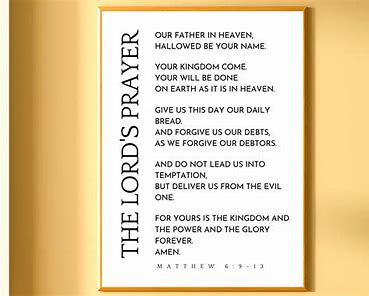 THE LORD'S PRAYER
OUR FATHER IN HEAVEN,
HALLOWED BE YOUR NAME.
YOUR KINGDOM COME.
YOUR WILL BE DONE
ON EARTH AS IT IS IN HEAVEN.
GIVE US THIS DAY OUR DAILY
BREAD.
AND FORGIVE US OUR DEBTS,
AS WE FORGIVE OUR DEBTORS.
AND DO NOT LEAD US INTO
TEMPTATION,
BUT DELIVER US FROM THE EVIL
ONE.
FOR YOURS IS THE KINGDOM AND
THE POWER AND THE GLORY
FOREVER.
AMEN.
MATTHEW 6:9-13